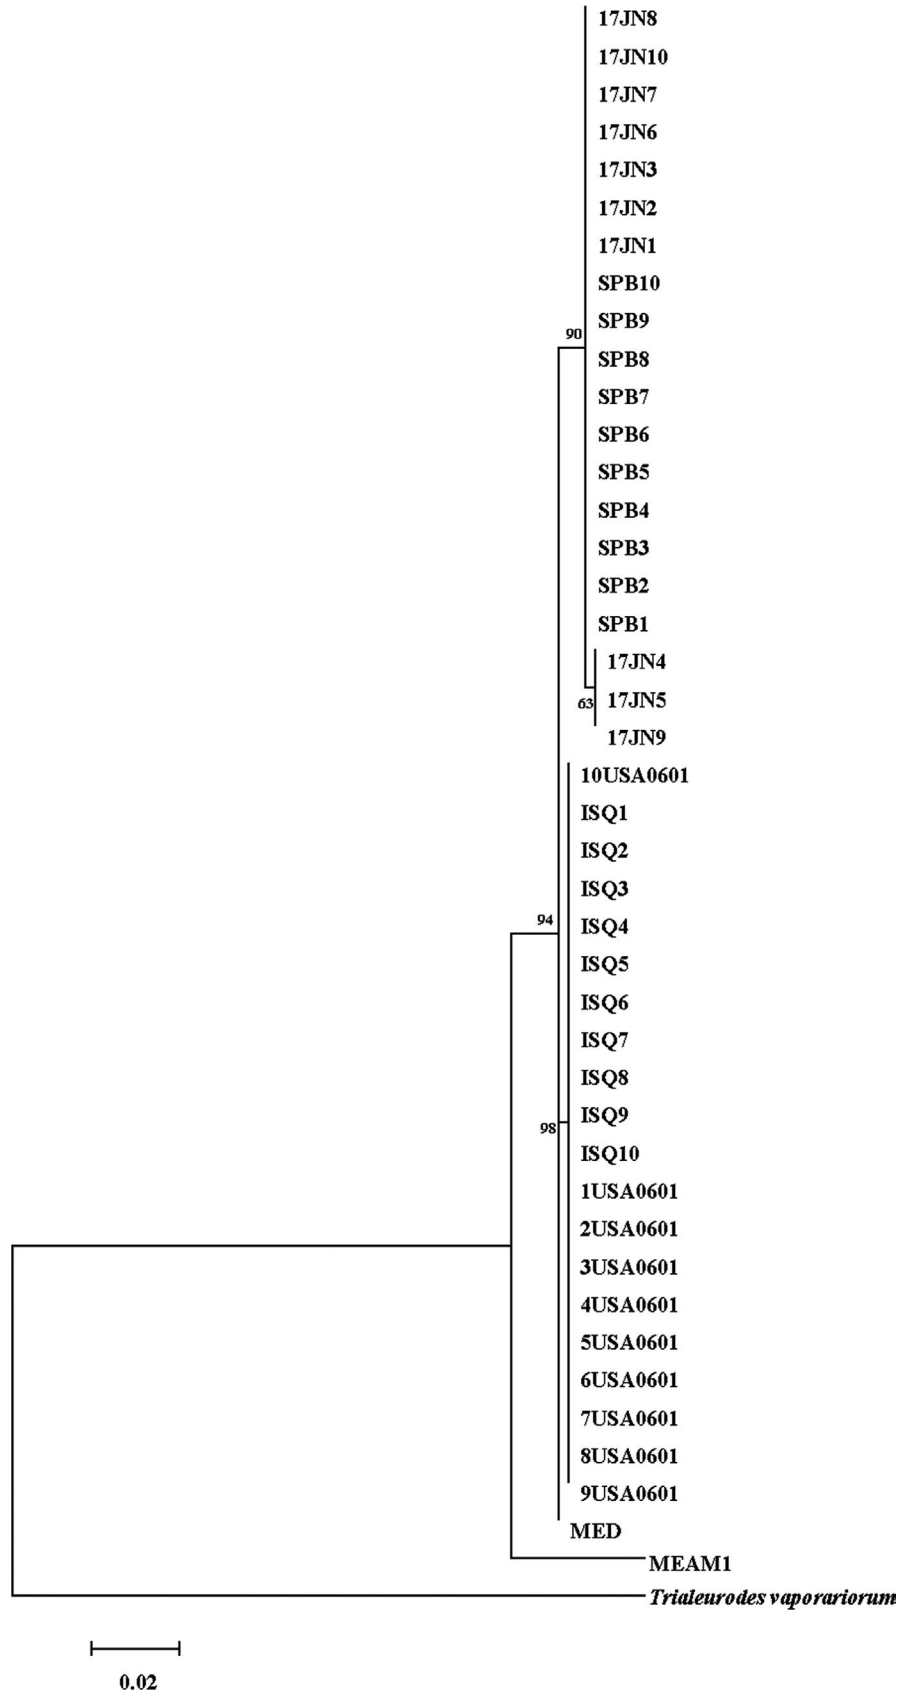 17JN8
17JN10
17JN7
17JN6
17JN3
17JN2
17JN1
SPB10
SPB9
90
SPB8
SPB7
SPB6
SPB5
SPB4
SPB3
SPB2
SPB1
17JN4
63
17JN5
17JN9
10USA0601
ISQ1
ISQ2
ISQ3
94
ISQ4
ISQ5
ISQ6
ISQ7
ISQ8
ISQ9
98
ISQ10
1USA0601
2USA0601
3USA0601
4USA0601
5USA0601
6USA0601
7USA0601
8USA0601
9USA0601
MED
MEAM1
Trialeurodes vaporariorum
0.02